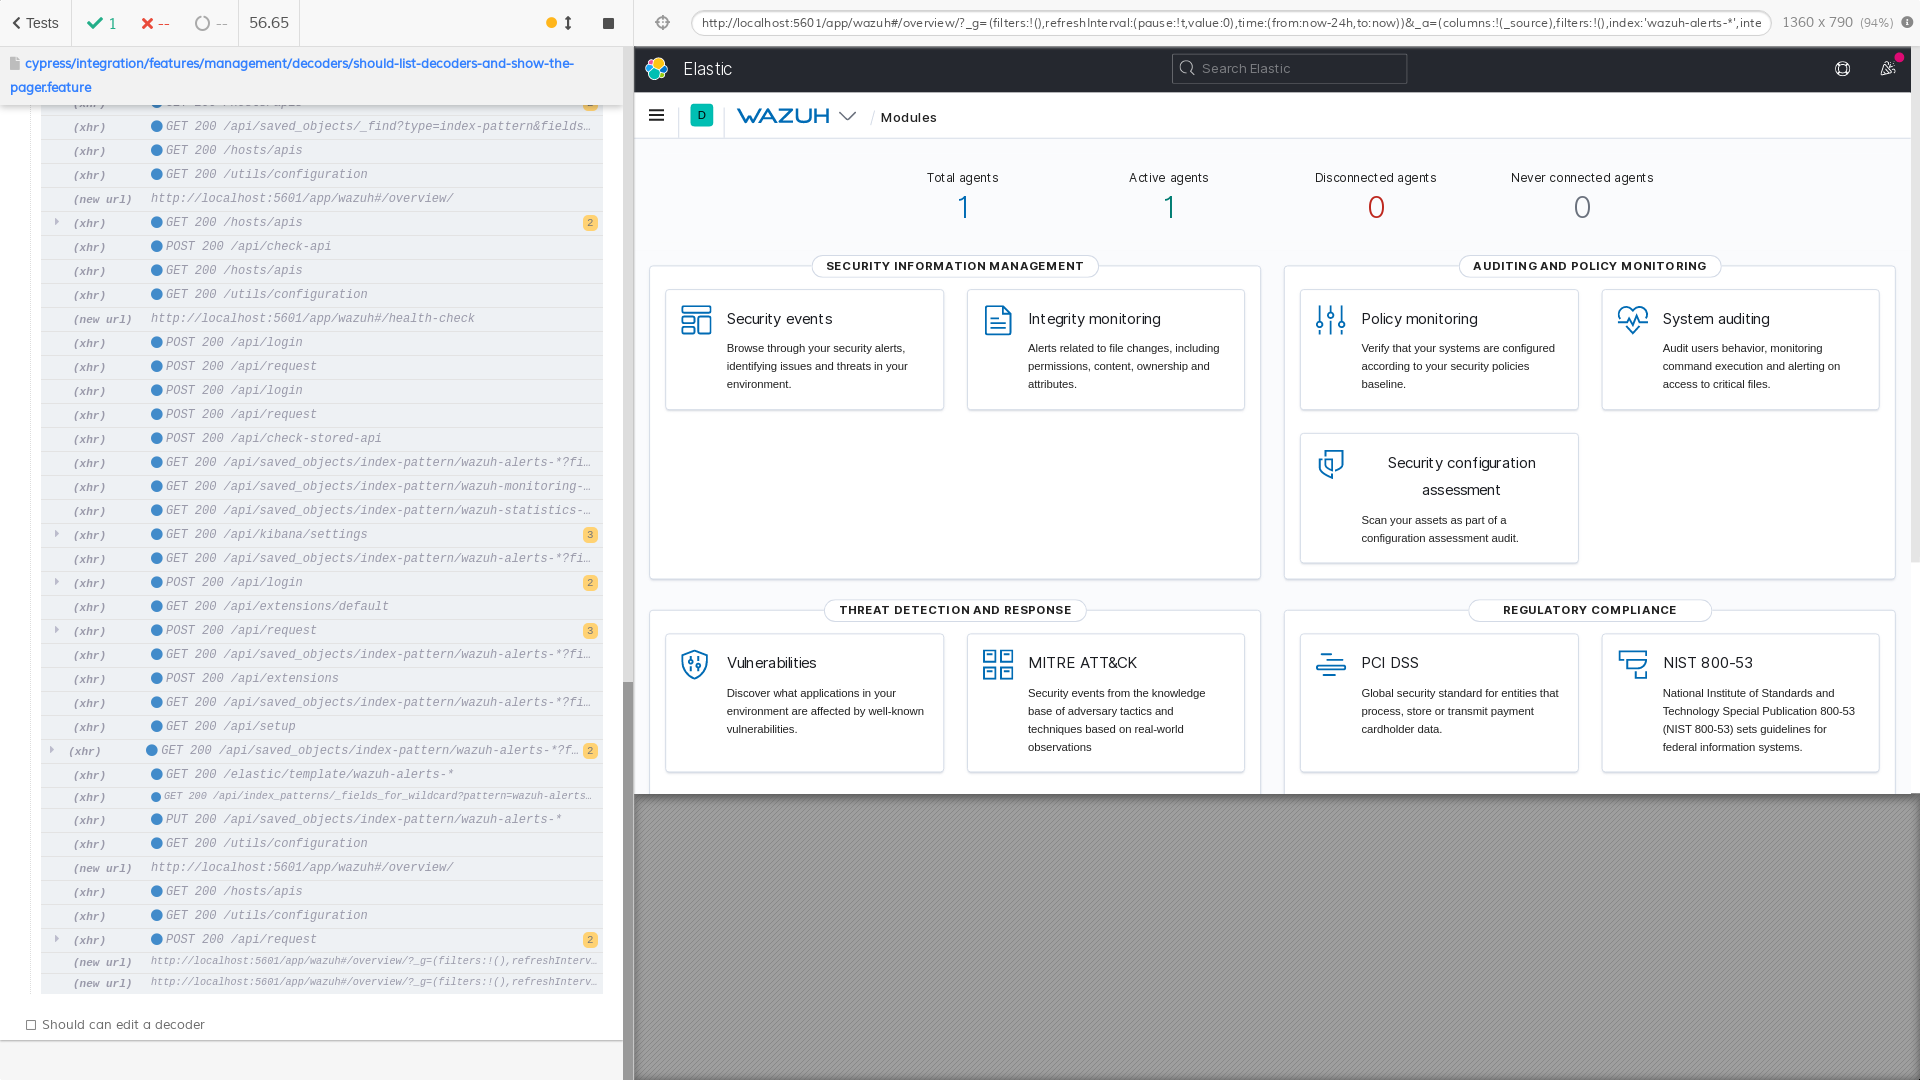 Tests
1
--
--
56.65
cypress/integration/features/management/decoders/should-list-decoders-and-show-the-
pager.feature
(xhr) GET 200 /hosts/apis
(xhr) GET 200 /api/saved_objects/_find?type=index-pattern&fields…
(xhr) GET 200 /hosts/apis
(xhr) GET 200 /utils/configuration
(new url) http://localhost:5601/app/wazuh#/overview/
(xhr) GET 200 /hosts/apis 2
(xhr) POST 200 /api/check-api
(xhr) GET 200 /hosts/apis
(xhr) GET 200 /utils/configuration
(new url) http://localhost:5601/app/wazuh#/health-check
(xhr) POST 200 /api/login
(xhr) POST 200 /api/request
(xhr) POST 200 /api/login
(xhr) POST 200 /api/request
(xhr) POST 200 /api/check-stored-api
(xhr) GET 200 /api/saved_objects/index-pattern/wazuh-alerts-*?fi…
(xhr) GET 200 /api/saved_objects/index-pattern/wazuh-monitoring-…
(xhr) GET 200 /api/saved_objects/index-pattern/wazuh-statistics-…
(xhr) GET 200 /api/kibana/settings 3
(xhr) GET 200 /api/saved_objects/index-pattern/wazuh-alerts-*?fi…
(xhr) POST 200 /api/login 2
(xhr) GET 200 /api/extensions/default
(xhr) POST 200 /api/request 3
(xhr) GET 200 /api/saved_objects/index-pattern/wazuh-alerts-*?fi…
(xhr) POST 200 /api/extensions
(xhr) GET 200 /api/saved_objects/index-pattern/wazuh-alerts-*?fi…
(xhr) GET 200 /api/setup
(xhr) GET 200 /api/saved_objects/index-pattern/wazuh-alerts-*?f… 2
(xhr) GET 200 /elastic/template/wazuh-alerts-*
(xhr) GET 200 /api/index_patterns/_fields_for_wildcard?pattern=wazuh-alerts…
(xhr) PUT 200 /api/saved_objects/index-pattern/wazuh-alerts-*
(xhr) GET 200 /utils/configuration
(new url) http://localhost:5601/app/wazuh#/overview/
(xhr) GET 200 /hosts/apis
(xhr) GET 200 /utils/configuration
(xhr) POST 200 /api/request 2
(new url) http://localhost:5601/app/wazuh#/overview/?_g=(filters:!(),refreshInterv…
(new url) http://localhost:5601/app/wazuh#/overview/?_g=(filters:!(),refreshInterv…
Should can edit a decoder
http://localhost:5601/app/wazuh#/overview/?_g=(filters:!(),refreshInterval:(pause:!t,value:0),time:(from:now-24h,to:now))&_a=(columns:!(_source),filters:!(),index:'wazuh-alerts-*',inte
1360 x 790 (94%)
Elastic
Search Elastic
D
WAZUH
/ Modules
Total agents
1
Active agents
1
Disconnected agents
0
Never connected agents
0
SECURITY INFORMATION MANAGEMENT
Security events
Browse through your security alerts,
identifying issues and threats in your
environment.
Integrity monitoring
Alerts related to file changes, including
permissions, content, ownership and
attributes.
AUDITING AND POLICY MONITORING
Policy monitoring
Verify that your systems are configured
according to your security policies
baseline.
System auditing
Audit users behavior, monitoring
command execution and alerting on
access to critical files.
Security configuration
assessment
Scan your assets as part of a
configuration assessment audit.
THREAT DETECTION AND RESPONSE
Vulnerabilities
Discover what applications in your
environment are affected by well-known
vulnerabilities.
MITRE ATT&CK
Security events from the knowledge
base of adversary tactics and
techniques based on real-world
observations
REGULATORY COMPLIANCE
PCI DSS
Global security standard for entities that
process, store or transmit payment
cardholder data.
NIST 800-53
National Institute of Standards and
Technology Special Publication 800-53
(NIST 800-53) sets guidelines for
federal information systems.